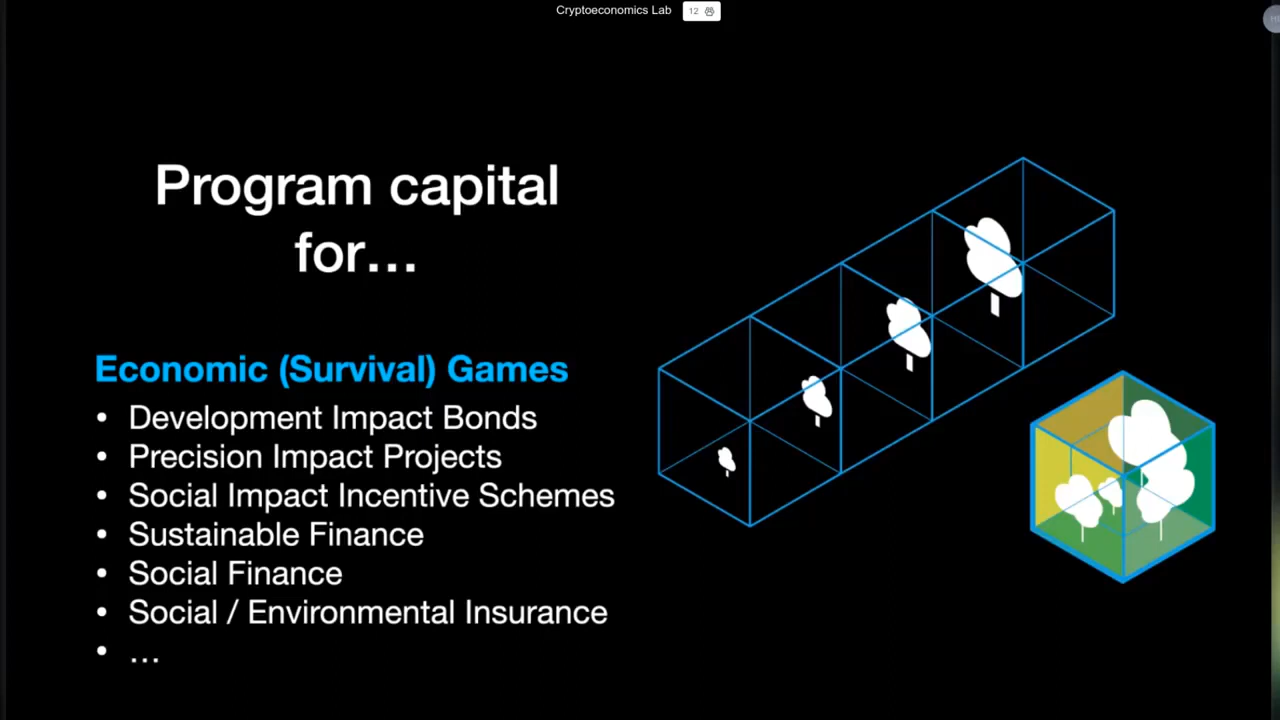 Cryptoeconomics Lab 12
Program capital
for…
Economic (Survival) Games
• Development Impact Bonds
• Precision Impact Projects
• Social Impact Incentive Schemes
• Sustainable Finance
• Social Finance
• Social / Environmental Insurance
• …